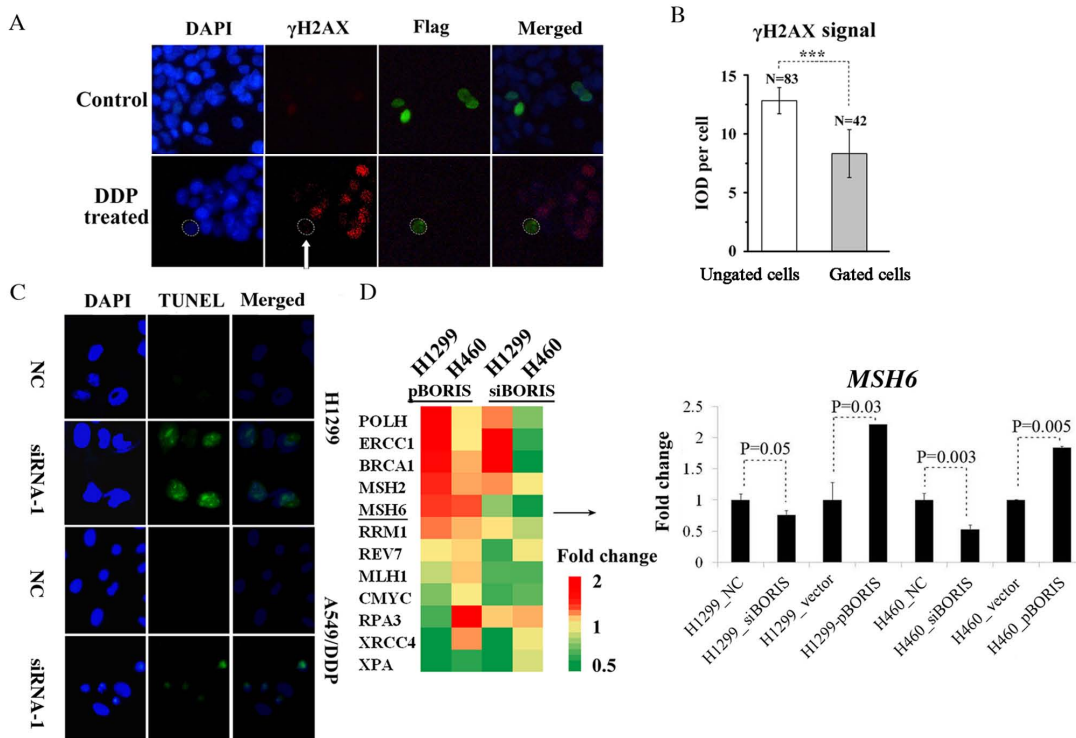 A
DAPI γH2AX Flag Merged
Control
DDP treated
B
γH2AX signal
***
N=83
N=42
15
10
5
0
IOD per cell
Ungated cells Gated cells
C
DAPI TUNEL Merged
NC
siRNA-1
NC
siRNA-1
H1299
A549/DDP
D
H1299 H460 H1299 H460
pBORIS siBORIS
POLH
ERCC1
BRCA1
MSH2
MSH6
RRM1
REV7
MLH1
CMYC
RPA3
XRCC4
XPA
Fold change
2
1
0.5
MSH6
Fold change
2.5
2
1.5
1
0.5
0
P=0.05
P=0.03
P=0.003
P=0.005
H1299_NC
H1299_siBORIS
H1299_vector
H1299-pBORIS
H460_NC
H460_siBORIS
H460_vector
H460_pBORIS